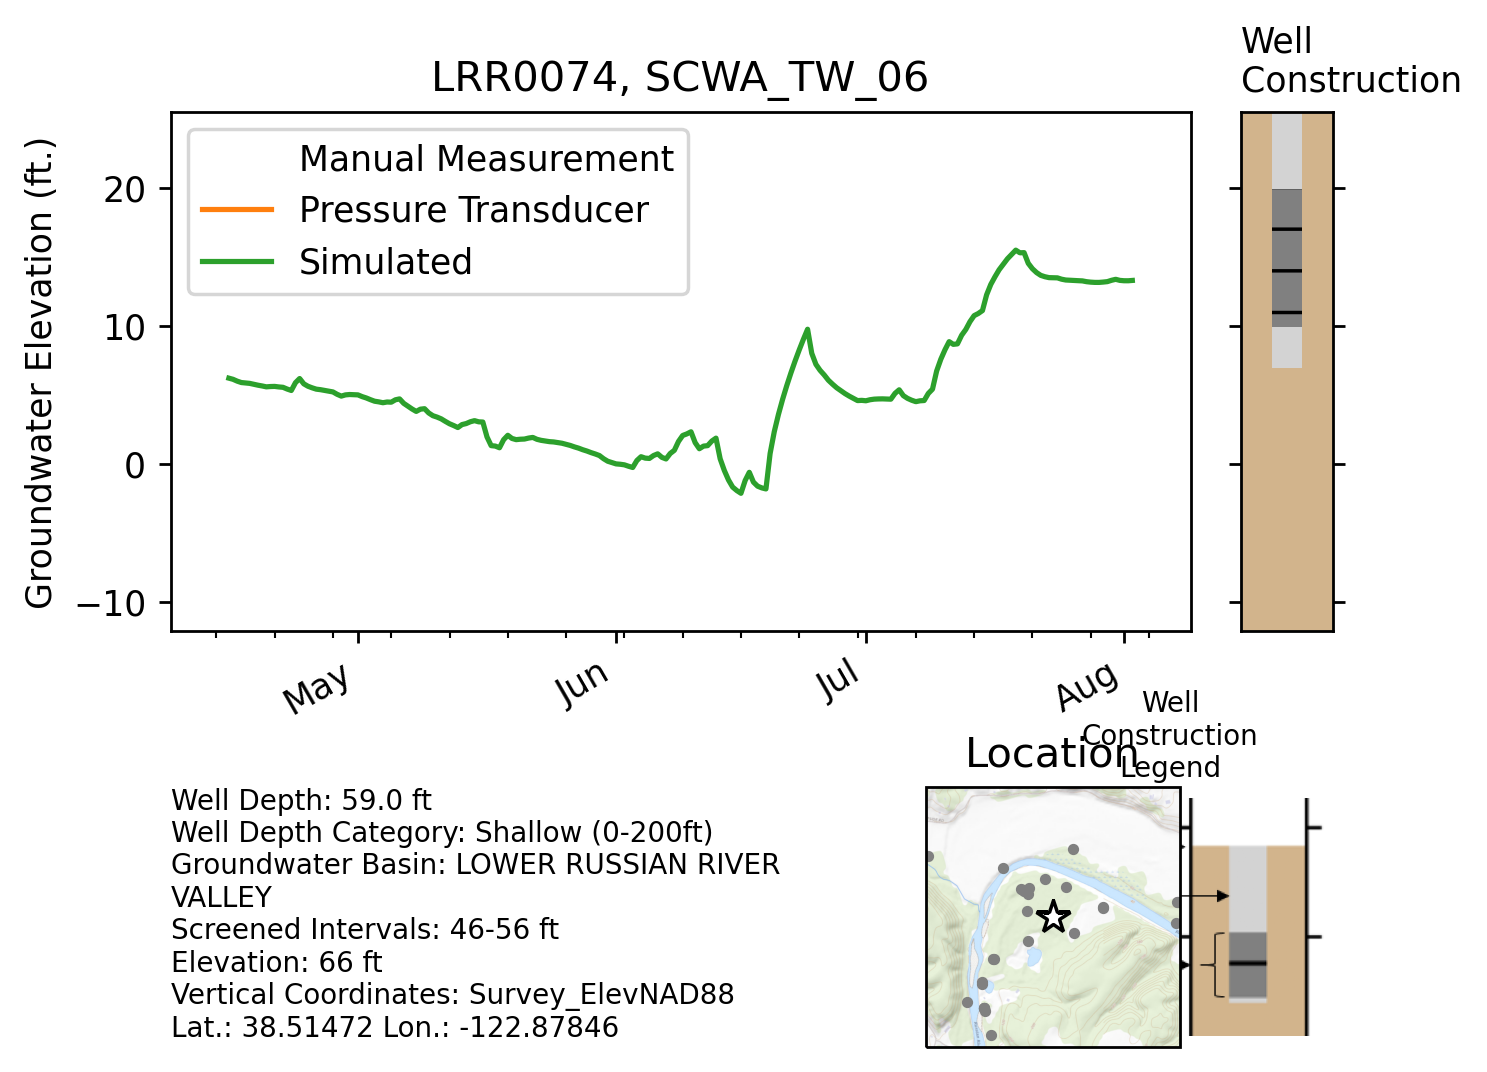 Well
Construction
LRR0074, SCWA_TW_06
Groundwater Elevation (ft.)
20
10
0
−10
Manual Measurement
Pressure Transducer
Simulated
May
Jun
Jul
Aug
Well
Construction
Legend
Location
Well Depth: 59.0 ft
Well Depth Category: Shallow (0-200ft)
Groundwater Basin: LOWER RUSSIAN RIVER
VALLEY
Screened Intervals: 46-56 ft
Elevation: 66 ft
Vertical Coordinates: Survey_ElevNAD88
Lat.: 38.51472 Lon.: -122.87846